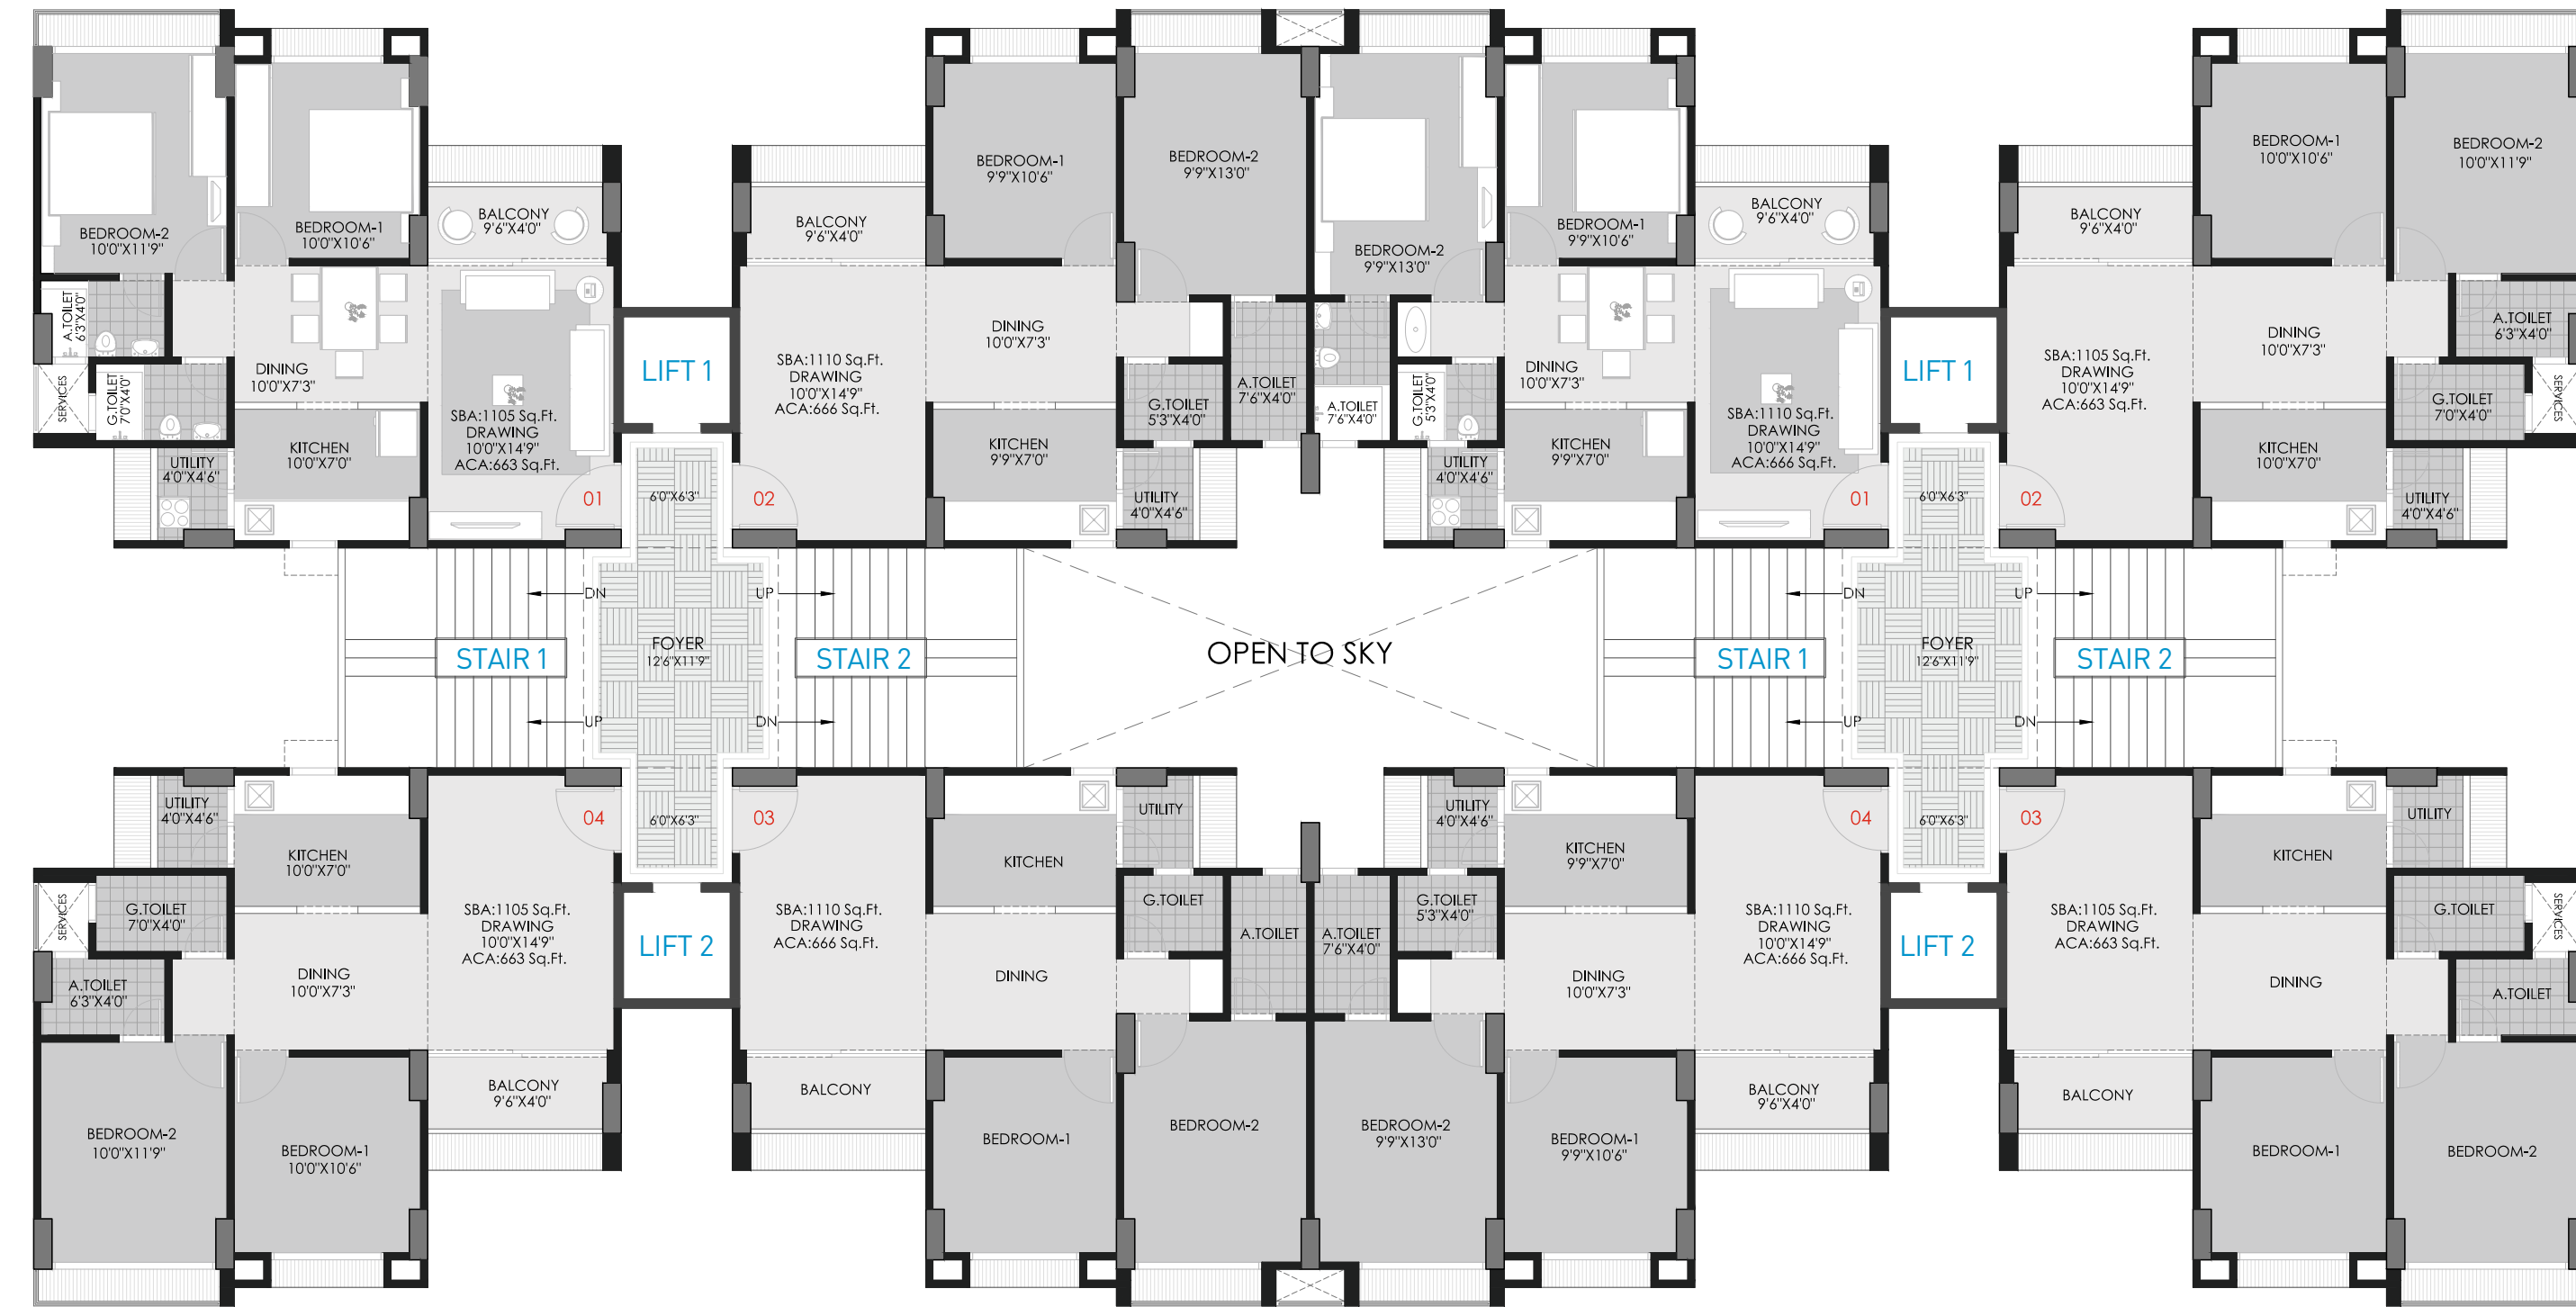 BEDROOM-2
10'0"X11'9"
BEDROOM-1
10'0"X10'6"
BALCONY
9'6"X4'0"
A.TOILET
6'3"X4'0"
SERVICES
G.TOILET
7'0"X4'0"
DINING
10'0"X7'3"
KITCHEN
10'0"X7'0"
UTILITY
4'0"X4'6"
SBA:1105 Sq.Ft.
DRAWING
10'0"X14'9"
ACA:663 Sq.Ft.
01
LIFT 1
6'0"X6'3"
BALCONY
9'6"X4'0"
SBA:1110 Sq.Ft.
DRAWING
10'0"X14'9"
ACA:666 Sq.Ft.
02
BEDROOM-1
9'9"X10'6"
BEDROOM-2
9'9"X13'0"
DINING
10'0"X7'3"
KITCHEN
9'9"X7'0"
G.TOILET
5'3"X4'0"
A.TOILET
7'6"X4'0"
UTILITY
4'0"X4'6"
BEDROOM-2
9'9"X13'0"
BEDROOM-1
9'9"X10'6"
BALCONY
9'6"X4'0"
A.TOILET
7'6"X4'0"
G.TOILET
5'3"X4'0"
DINING
10'0"X7'3"
KITCHEN
9'9"X7'0"
UTILITY
4'0"X4'6"
SBA:1110 Sq.Ft.
DRAWING
10'0"X14'9"
ACA:666 Sq.Ft.
01
LIFT 1
6'0"X6'3"
BALCONY
9'6"X4'0"
SBA:1105 Sq.Ft.
DRAWING
10'0"X14'9"
ACA:663 Sq.Ft.
02
BEDROOM-1
10'0"X10'6"
BEDROOM-2
10'0"X11'9"
DINING
10'0"X7'3"
A.TOILET
6'3"X4'0"
G.TOILET
7'0"X4'0"
SERVICES
KITCHEN
10'0"X7'0"
UTILITY
4'0"X4'6"
DN
UP
STAIR 1
FOYER
12'6"X11'9"
STAIR 2
UP
DN
OPEN TO SKY
DN
UP
STAIR 1
FOYER
12'6"X11'9"
STAIR 2
UP
DN
UTILITY
4'0"X4'6"
KITCHEN
10'0"X7'0"
SERVICES
G.TOILET
7'0"X4'0"
A.TOILET
6'3"X4'0"
DINING
10'0"X7'3"
04
SBA:1105 Sq.Ft.
DRAWING
10'0"X14'9"
ACA:663 Sq.Ft.
BALCONY
9'6"X4'0"
BEDROOM-2
10'0"X11'9"
BEDROOM-1
10'0"X10'6"
6'0"X6'3"
LIFT 2
03
SBA:1110 Sq.Ft.
DRAWING
ACA:666 Sq.Ft.
KITCHEN
UTILITY
G.TOILET
A.TOILET
DINING
BALCONY
BEDROOM-1
BEDROOM-2
UTILITY
4'0"X4'6"
KITCHEN
9'9"X7'0"
A.TOILET
7'6"X4'0"
G.TOILET
5'3"X4'0"
DINING
10'0"X7'3"
04
SBA:1110 Sq.Ft.
DRAWING
10'0"X14'9"
ACA:666 Sq.Ft.
BALCONY
9'6"X4'0"
BEDROOM-2
9'9"X13'0"
BEDROOM-1
9'9"X10'6"
6'0"X6'3"
LIFT 2
03
SBA:1105 Sq.Ft.
DRAWING
ACA:663 Sq.Ft.
KITCHEN
UTILITY
G.TOILET
SERVICES
A.TOILET
DINING
BALCONY
BEDROOM-1
BEDROOM-2